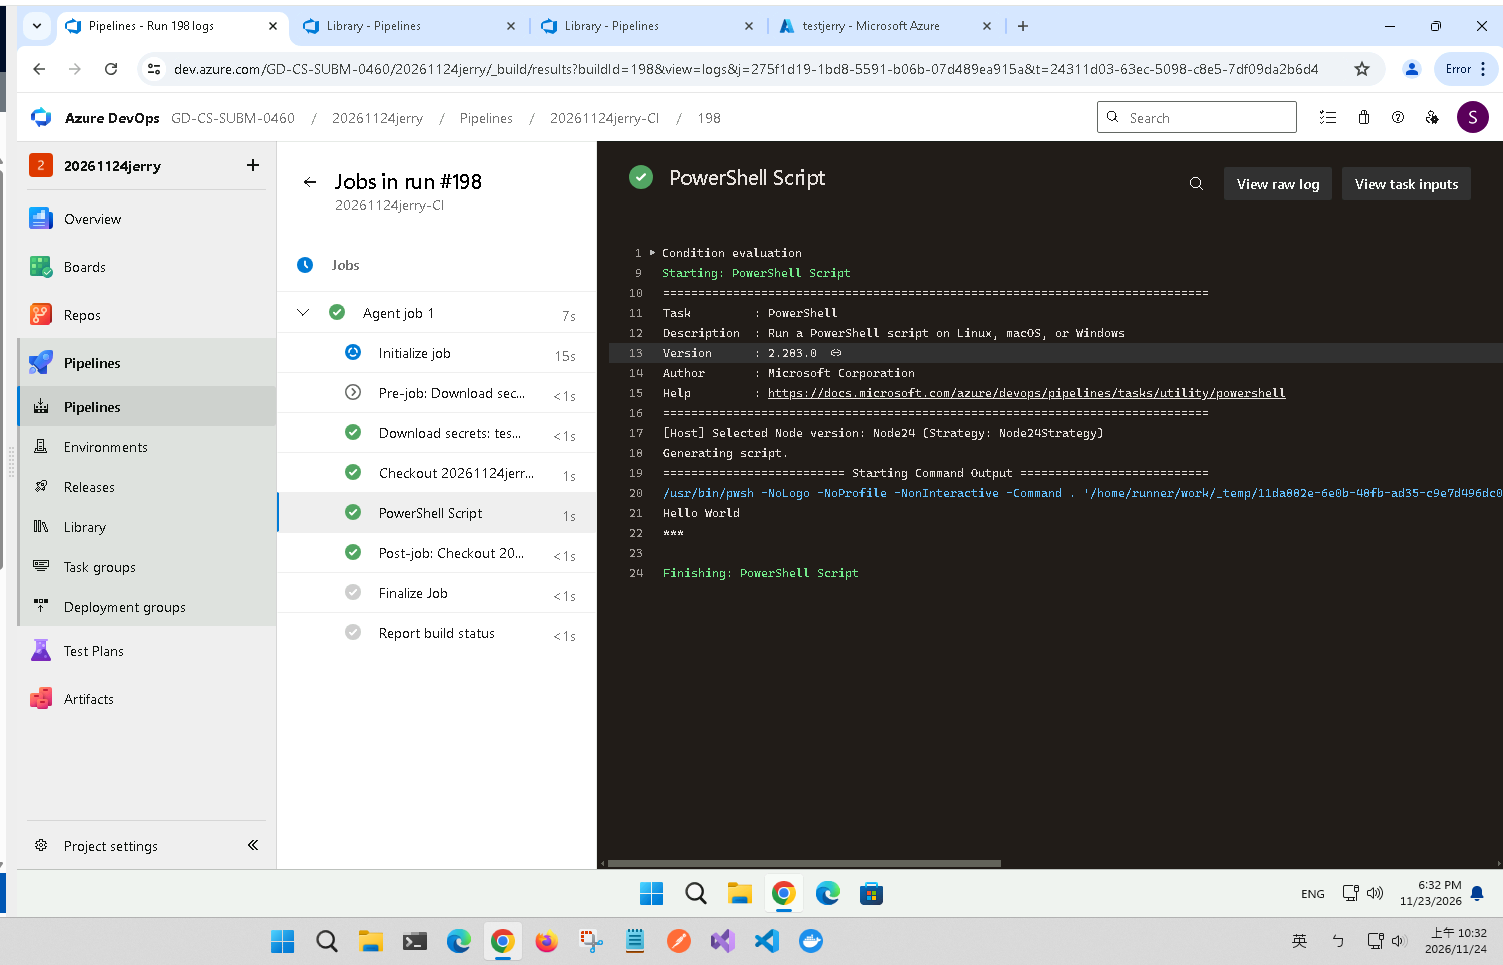 Pipelines - Run 198 logs
Library - Pipelines
Library - Pipelines
testjerry - Microsoft Azure
dev.azure.com/GD-CS-SUBM-0460/20261124jerry/_build/results?buildId=198&view=logs&j=275f1d19-1bd8-5591-b06b-07d489ea915a&t=24311d03-63ec-5098-c8e5-7df09da2b6d4
Error
Azure DevOps GD-CS-SUBM-0460 / 20261124jerry / Pipelines / 20261124jerry-CI / 198
Search
S
2 20261124jerry
Overview
Boards
Repos
Pipelines
Pipelines
Environments
Releases
Library
Task groups
Deployment groups
Test Plans
Artifacts
Project settings
Jobs in run #198
20261124jerry-CI
Jobs
Agent job 1 7s
Initialize job 15s
Pre-job: Download sec... <1s
Download secrets: tes... <1s
Checkout 20261124jerr... 1s
PowerShell Script 1s
Post-job: Checkout 20... <1s
Finalize Job <1s
Report build status <1s
PowerShell Script
View raw log
View task inputs
1 Condition evaluation
9 Starting: PowerShell Script
10 ==============================================================================
11 Task : PowerShell
12 Description : Run a PowerShell script on Linux, macOS, or Windows
13 Version : 2.203.0
14 Author : Microsoft Corporation
15 Help : https://docs.microsoft.com/azure/devops/pipelines/tasks/utility/powershell
16 ==============================================================================
17 [Host] Selected Node version: Node24 (Strategy: Node24Strategy)
18 Generating script.
19 ========================== Starting Command Output ===========================
20 /usr/bin/pwsh -NoLogo -NoProfile -NonInteractive -Command . '/home/runner/work/_temp/11da802e-6e0b-40fb-ad35-c9e7d496dc0
21 Hello World
22 ***
23
24 Finishing: PowerShell Script
ENG
6:32 PM
11/23/2026
英
ㄅ
上午 10:32
2026/11/24